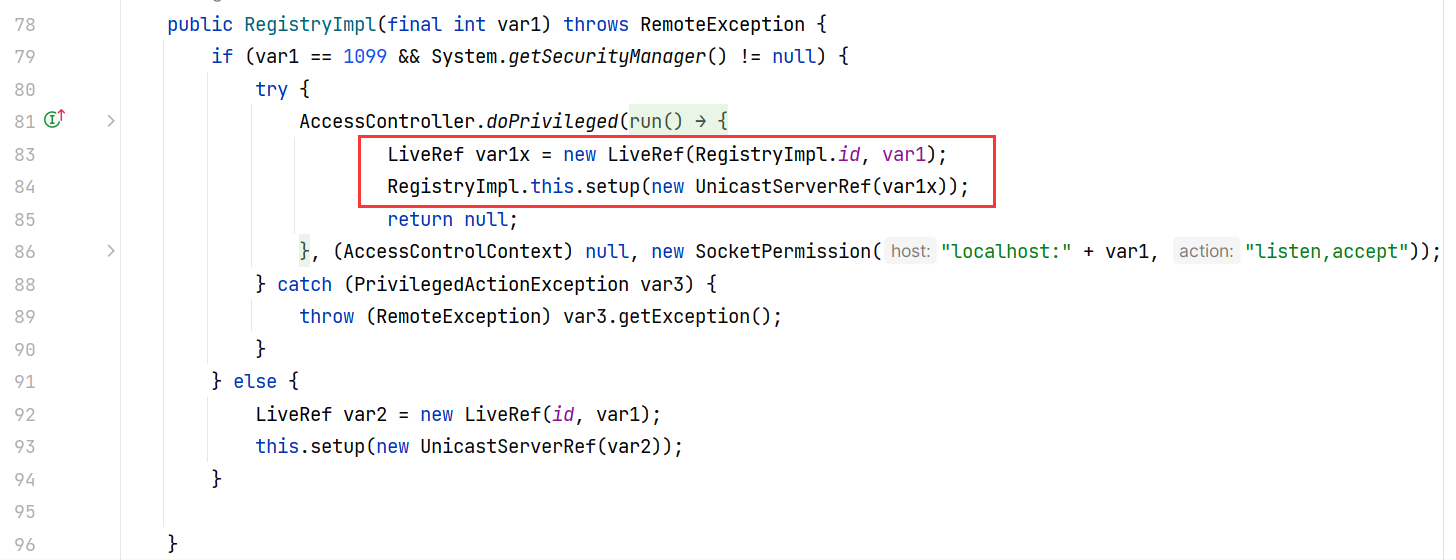 78 public RegistryImpl(final int var1) throws RemoteException {
79 if (var1 == 1099 && System.getSecurityManager() != null) {
80 try {
81 AccessController.doPrivileged(run() → {
83 LiveRef var1x = new LiveRef(RegistryImpl.id, var1);
84 RegistryImpl.this.setup(new UnicastServerRef(var1x));
85 return null;
86 }, (AccessControlContext) null, new SocketPermission( host: "localhost:" + var1, action: "listen,accept"));
88 } catch (PrivilegedActionException var3) {
89 throw (RemoteException) var3.getException();
90 }
91 } else {
92 LiveRef var2 = new LiveRef(id, var1);
93 this.setup(new UnicastServerRef(var2));
94 }
95
96 }